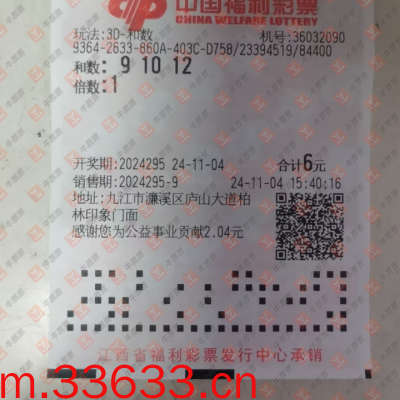 中国福利彩票
CHINA WELFARE LOTTERY
玩法:3D-和数 机号:36032090
9364-2633-860A-403C-D758/23394519/84400
和数: 9 10 12
倍数:1
开奖期:2024295 24-11-04 合计6元
销售期:2024295-9 24-11-04 15:40:16
地址:九江市濂溪区庐山大道柏
林印象门面
感谢您为公益事业贡献2.04元
江西省福利彩票发行中心承销
m.33633.cn